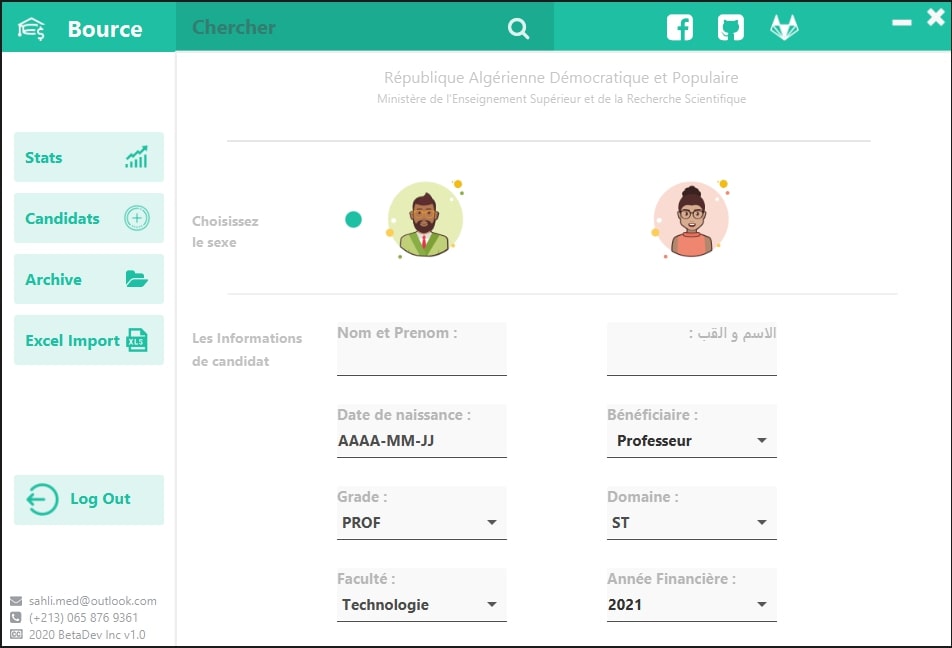 Bource
Chercher
République Algérienne Démocratique et Populaire
Ministère de l'Enseignement Supérieur et de la Recherche Scientifique
Stats
Candidats
Archive
Excel Import
XLS
Log Out
sahli.med@outlook.com
(+213) 065 876 9361
2020 BetaDev Inc v1.0
Choisissez
le sexe
Les Informations
de candidat
Nom et Prenom :
الاسم و القب :
Date de naissance :
AAAA-MM-JJ
Bénéficiaire :
Professeur
Grade :
PROF
Domaine :
ST
Faculté :
Technologie
Année Financière :
2021